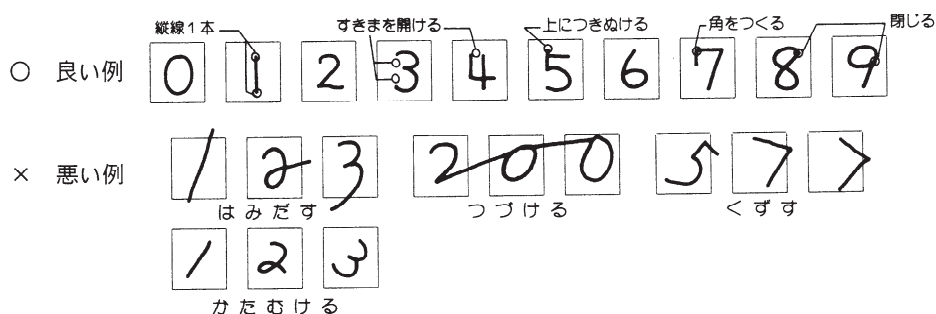 縦線1本 すきまを開ける 上につきぬける 角をつくる 閉じる
○ 良い例 0 1 2 3 4 5 6 7 8 9
× 悪い例 1 2 3 2 0 0 5 7 7
はみだす つづける くずす
1 2 3
かたむける